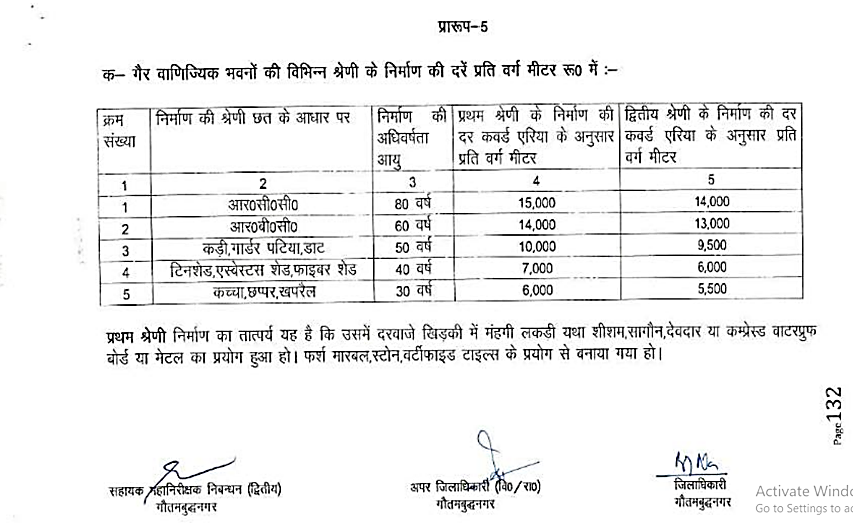 प्रारूप-5
क- गैर वाणिज्यिक भवनों की विभिन्न श्रेणी के निर्माण की दरें प्रति वर्ग मीटर रू0 में :-
क्रम संख्या निर्माण की श्रेणी छत के आधार पर निर्माण की अधिवर्षता आयु प्रथम श्रेणी के निर्माण की दर कवर्ड एरिया के अनुसार प्रति वर्ग मीटर द्वितीय श्रेणी के निर्माण की दर कवर्ड एरिया के अनुसार प्रति वर्ग मीटर
1 2 3 4 5
1 आर0सी0सी0 80 वर्ष 15,000 14,000
2 आर0बी0सी0 60 वर्ष 14,000 13,000
3 कड़ी,गार्डर पटिया,डाट 50 वर्ष 10,000 9,500
4 टिनशेड,एस्वेस्टस शेड,फाइबर शेड 40 वर्ष 7,000 6,000
5 कच्चा,छप्पर,खपरैल 30 वर्ष 6,000 5,500
प्रथम श्रेणी निर्माण का तात्पर्य यह है कि उसमें दरवाजे खिड़की में मंहगी लकडी यथा शीशम,सागौन,देवदार या कम्प्रेस्ड वाटरप्रुफ
बोर्ड या मेटल का प्रयोग हुआ हो। फर्श मारबल,स्टोन,वर्टीफाइड टाइल्स के प्रयोग से बनाया गया हो।
Page 132
सहायक महानिरीक्षक निबन्धन (द्वितीय)
गौतमबुद्धनगर
अपर जिलाधिकारी (वि0/रा0)
गौतमबुद्धनगर
जिलाधिकारी
गौतमबुद्धनगर
Activate Windo
Go to Settings to ac